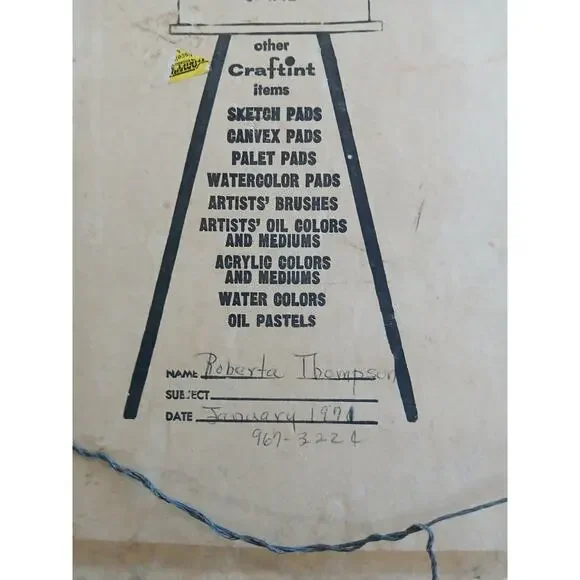 other
Craftint
items
SKETCH PADS
CANVEX PADS
PALET PADS
WATERCOLOR PADS
ARTISTS' BRUSHES
ARTISTS' OIL COLORS
AND MEDIUMS
ACRYLIC COLORS
AND MEDIUMS
WATER COLORS
OIL PASTELS
NAME Roberta Thompson
SUBJECT
DATE January 1971
967-3224